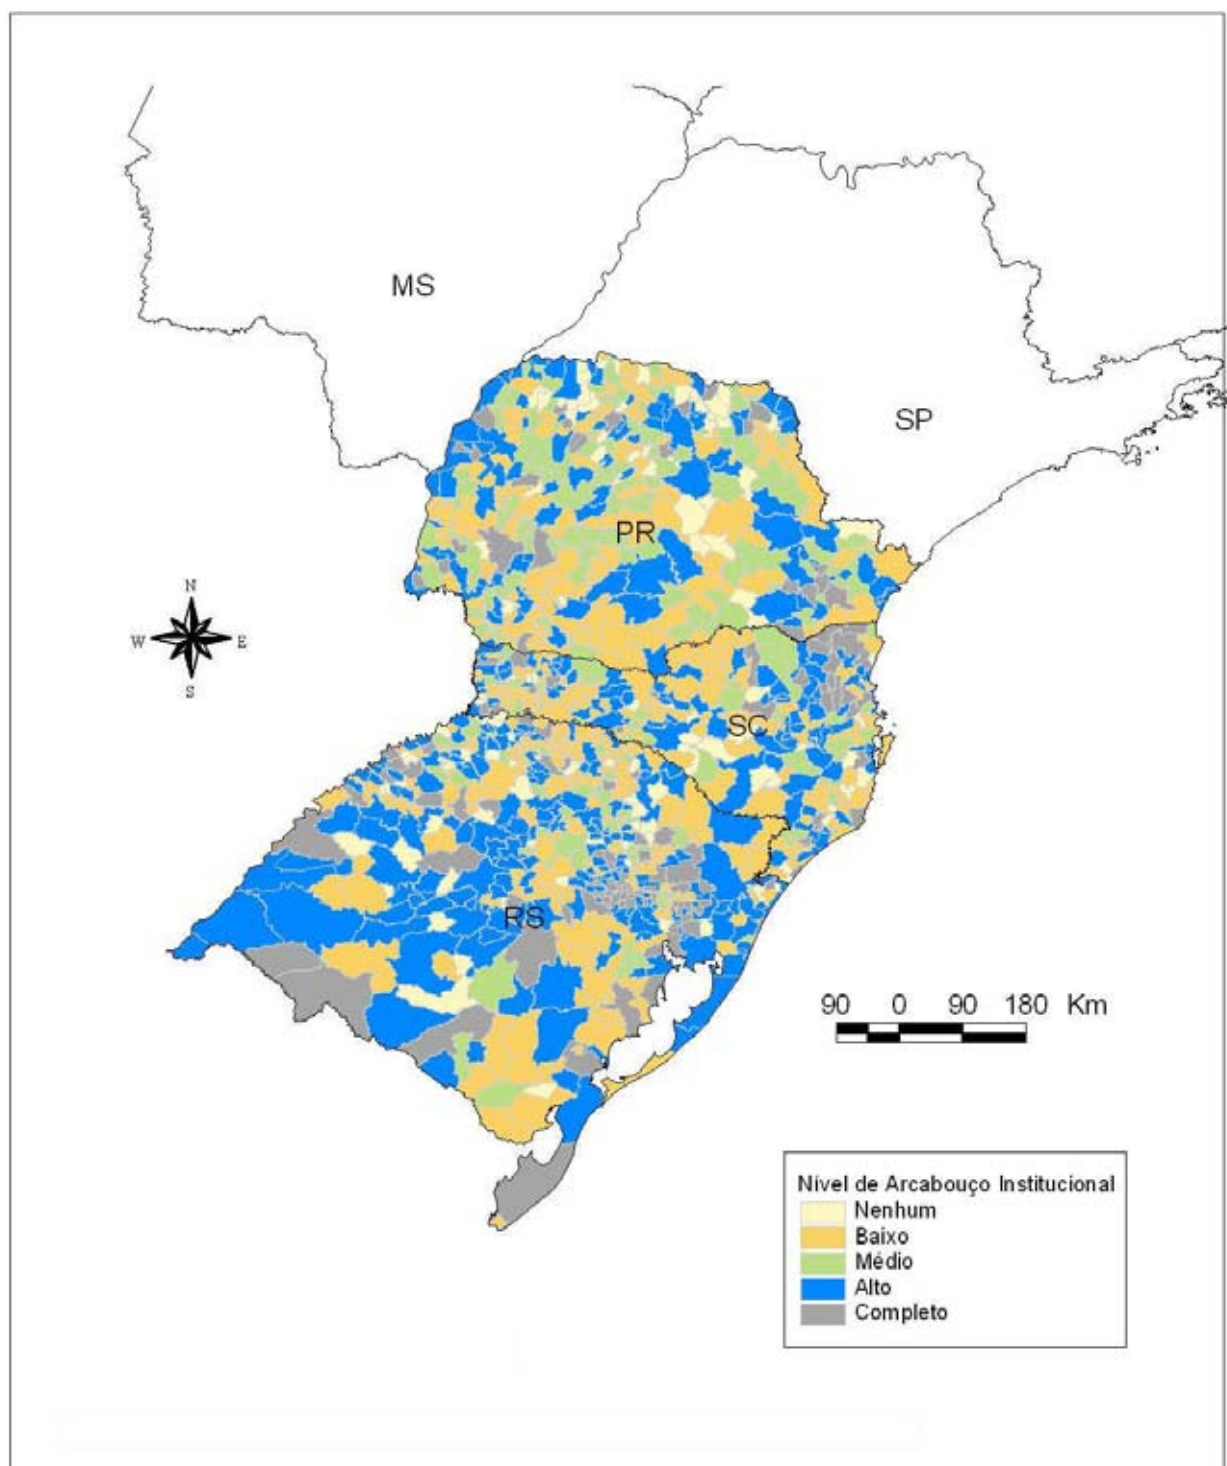 MS
SP
PR
N
W E
S
SC
RS
90 0 90 180 Km
Nível de Arcabouço Institucional
Nenhum
Baixo
Médio
Alto
Completo